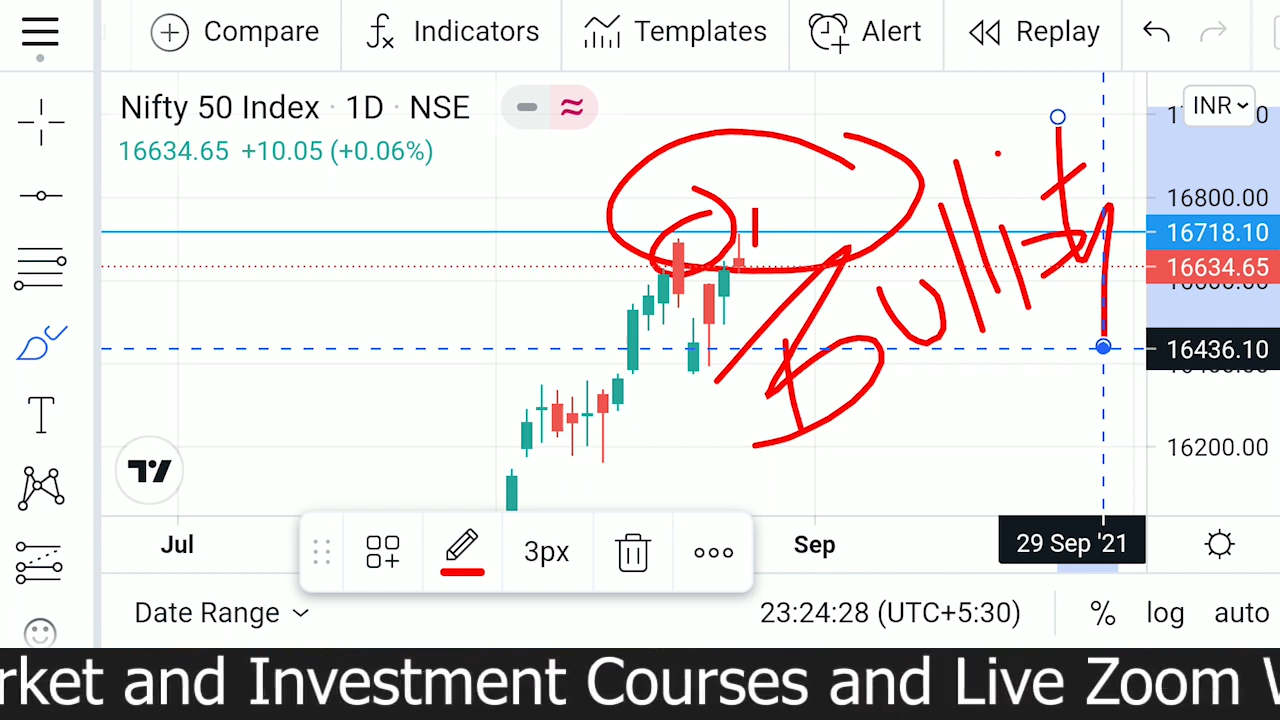 Compare Indicators Templates Alert Replay
Nifty 50 Index · 1D · NSE
INR
16634.65 +10.05 (+0.06%)
16800.00
16718.10
16634.65
16436.10
16200.00
Jul Sep 29 Sep '21
3px
Date Range 23:24:28 (UTC+5:30) % log auto
rket and Investment Courses and Live Zoom W